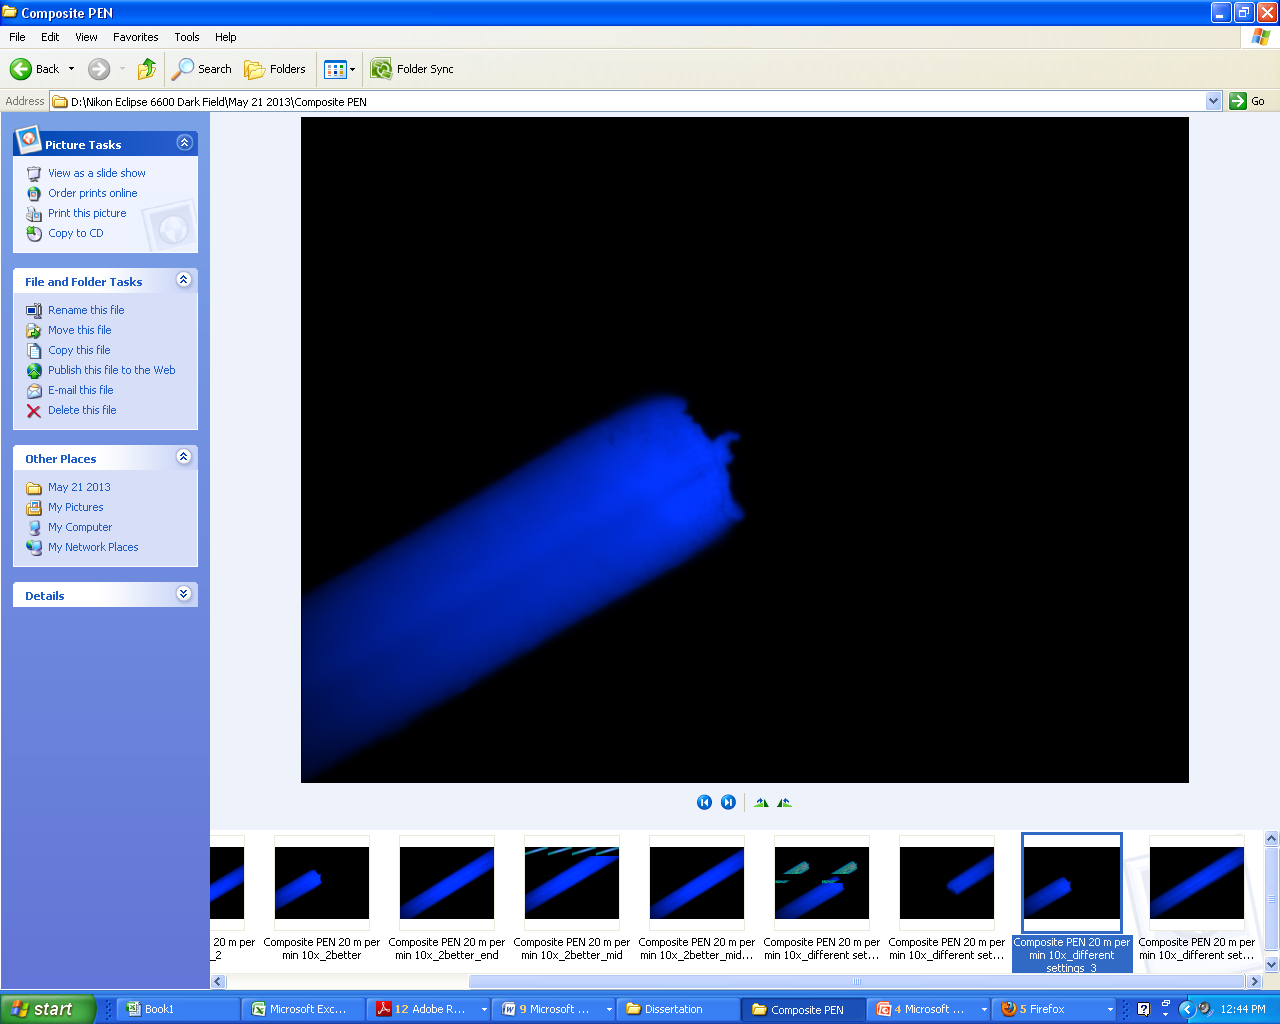 Composite PEN
File Edit View Favorites Tools Help
Back Search Folders Folder Sync
Address D:\Nikon Eclipse 6600 Dark Field\May 21 2013\Composite PEN Go
Picture Tasks
View as a slide show
Order prints online
Print this picture
Copy to CD
File and Folder Tasks
Rename this file
Move this file
Copy this file
Publish this file to the Web
E-mail this file
Delete this file
Other Places
May 21 2013
My Pictures
My Computer
My Network Places
Details
20 m per
_2
Composite PEN 20 m per
min 10x_2better
Composite PEN 20 m per
min 10x_2better_end
Composite PEN 20 m per
min 10x_2better_mid
Composite PEN 20 m per
min 10x_2better_mid...
Composite PEN 20 m per
min 10x_different set...
Composite PEN 20 m per
min 10x_different set...
Composite PEN 20 m per
min 10x_different
settings_3
Composite PEN 20 m per
min 10x_different set...
start Book1 Microsoft Exc... 12 Adobe R... 9 Microsoft ... Dissertation Composite PEN 4 Microsoft ... 5 Firefox 12:44 PM